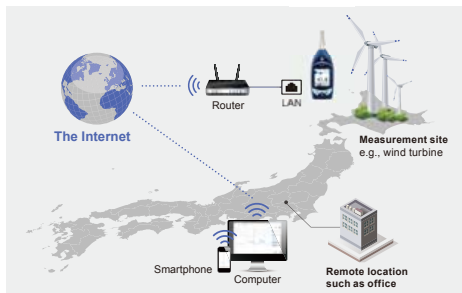 Router
LAN
The Internet
Measurement site
e.g., wind turbine
Smartphone
Computer
Remote location
such as office